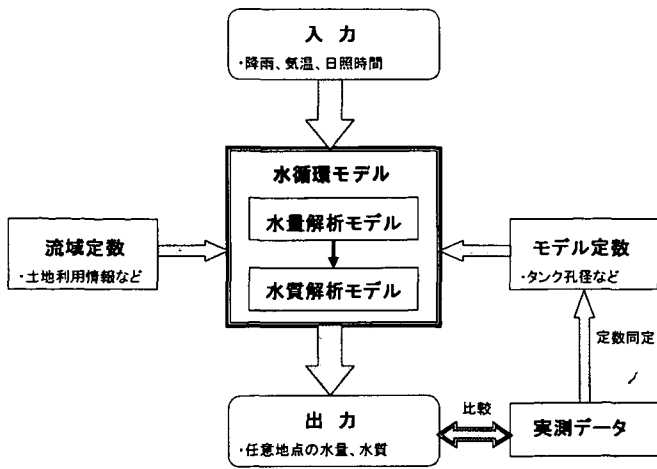 入力
・降雨、気温、日照時間
水循環モデル
水量解析モデル
水質解析モデル
流域定数
・土地利用情報など
モデル定数
・タンク孔径など
定数同定
出力
・任意地点の水量、水質
比較
実測データ